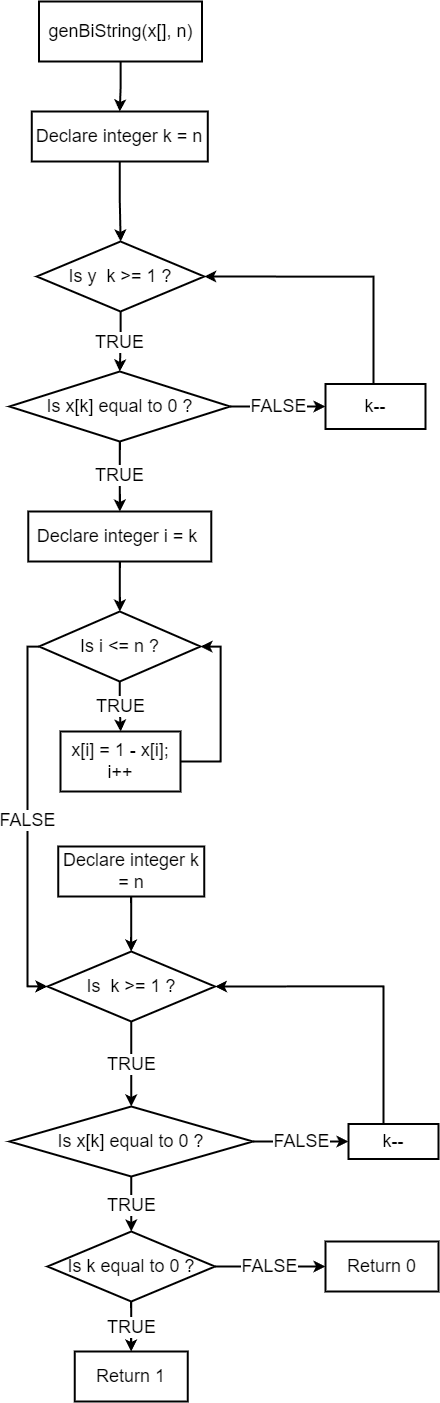 genBiString(x[], n)
Declare integer k = n
Is y k >= 1 ?
TRUE
Is x[k] equal to 0 ?
FALSE
k--
TRUE
Declare integer i = k
Is i <= n ?
TRUE
x[i] = 1 - x[i];
i++
FALSE
Declare integer k
= n
Is k >= 1 ?
TRUE
Is x[k] equal to 0 ?
FALSE
k--
TRUE
Is k equal to 0 ?
FALSE
Return 0
TRUE
Return 1